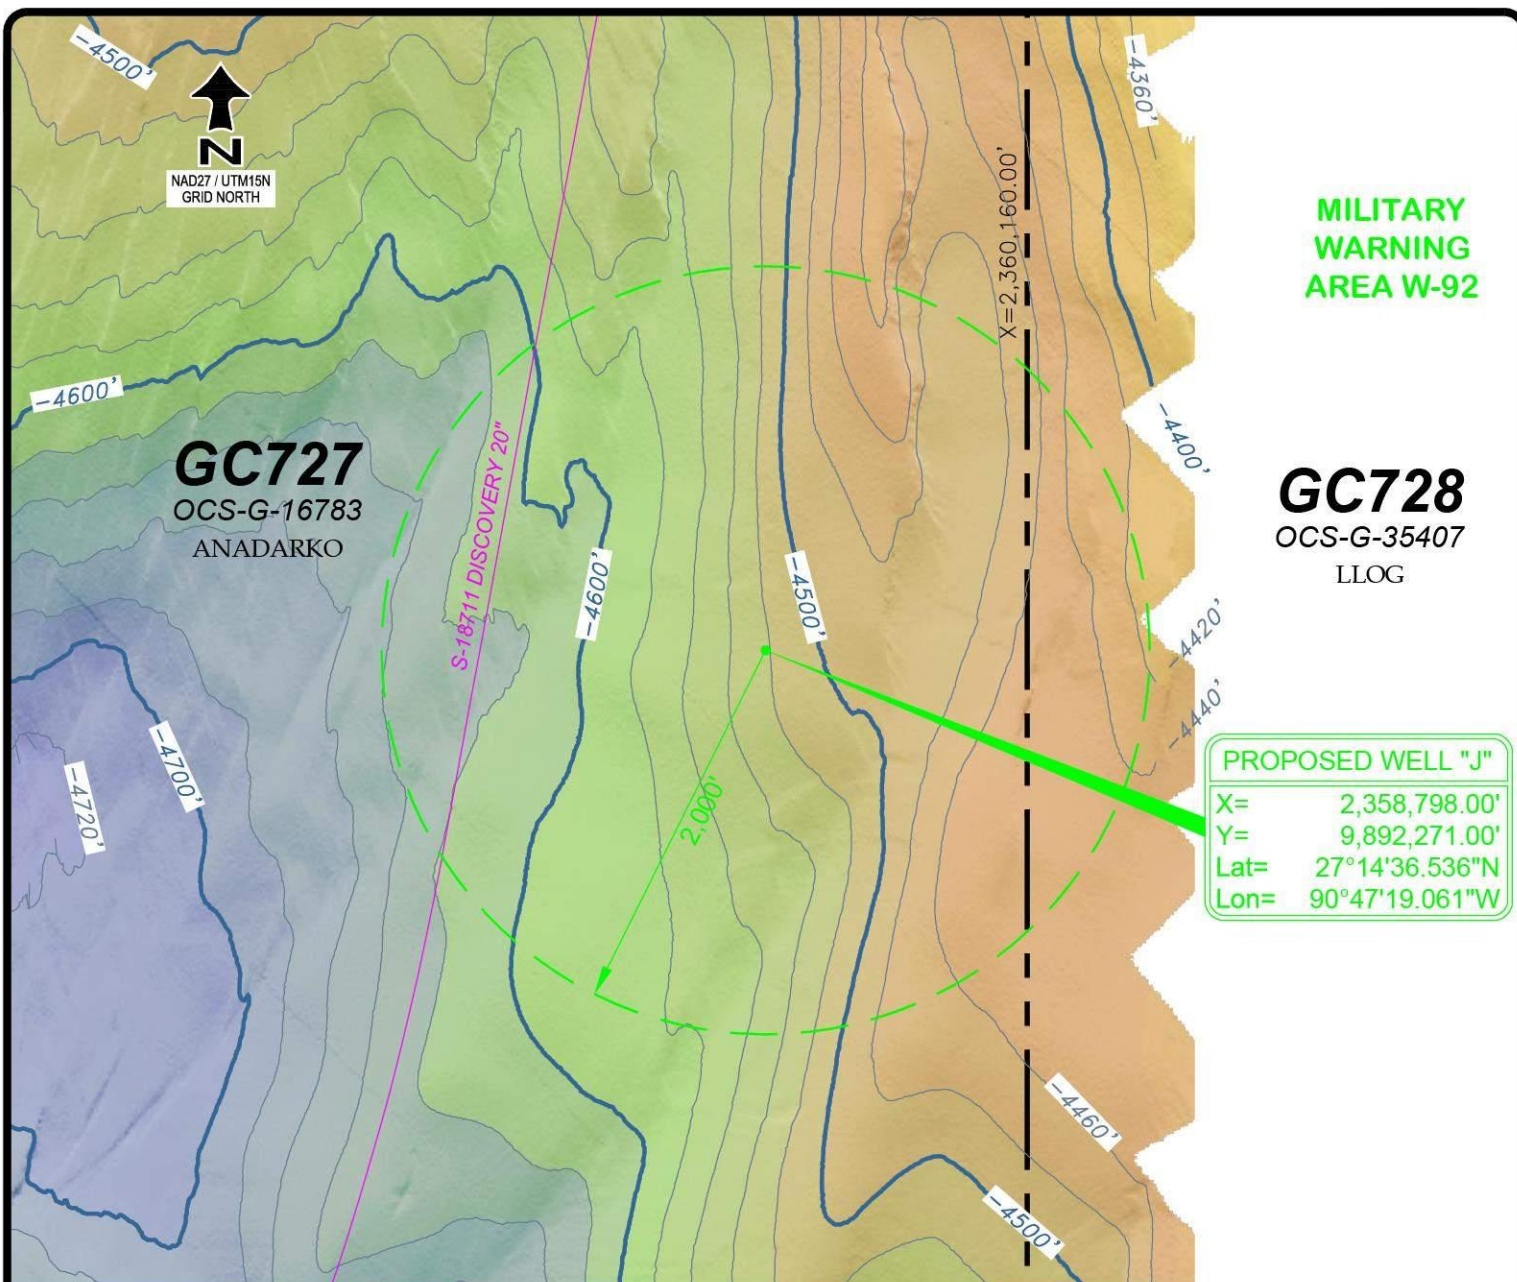 -4500'
N
NAD27 / UTM15N
GRID NORTH
-4360'
X=2,360,160.00'
MILITARY
WARNING
AREA W-92
-4600'
-4400'
GC727
OCS-G-16783
ANADARKO
S-18711 DISCOVERY 20"
GC728
OCS-G-35407
LLOG
-4600'
-4500'
-4420'
-4440'
-4700'
-4720'
2,000'
PROPOSED WELL "J"
X= 2,358,798.00'
Y= 9,892,271.00'
Lat= 27°14'36.536"N
Lon= 90°47'19.061"W
-4460'
-4500'